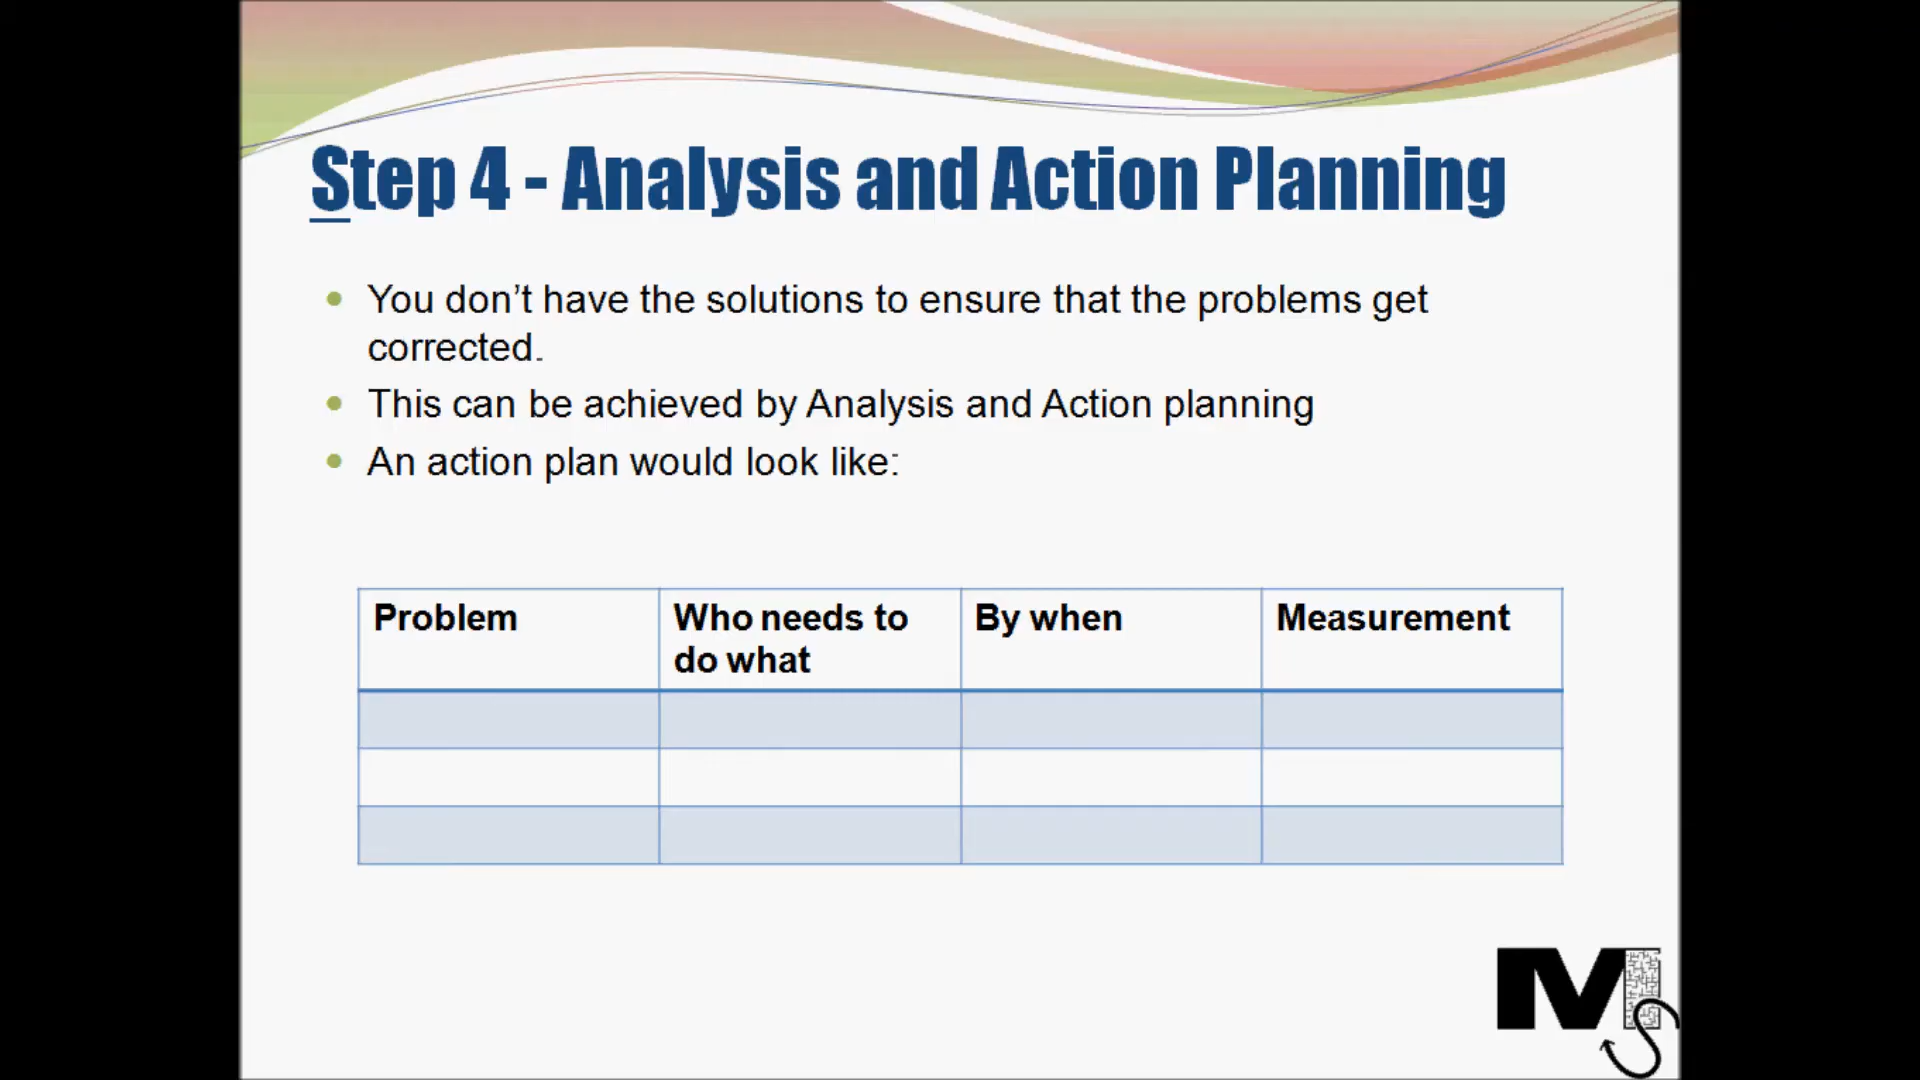 Step 4 - Analysis and Action Planning
You don’t have the solutions to ensure that the problems get
corrected.
This can be achieved by Analysis and Action planning
An action plan would look like:
Problem
Who needs to
do what
By when
Measurement
M
S